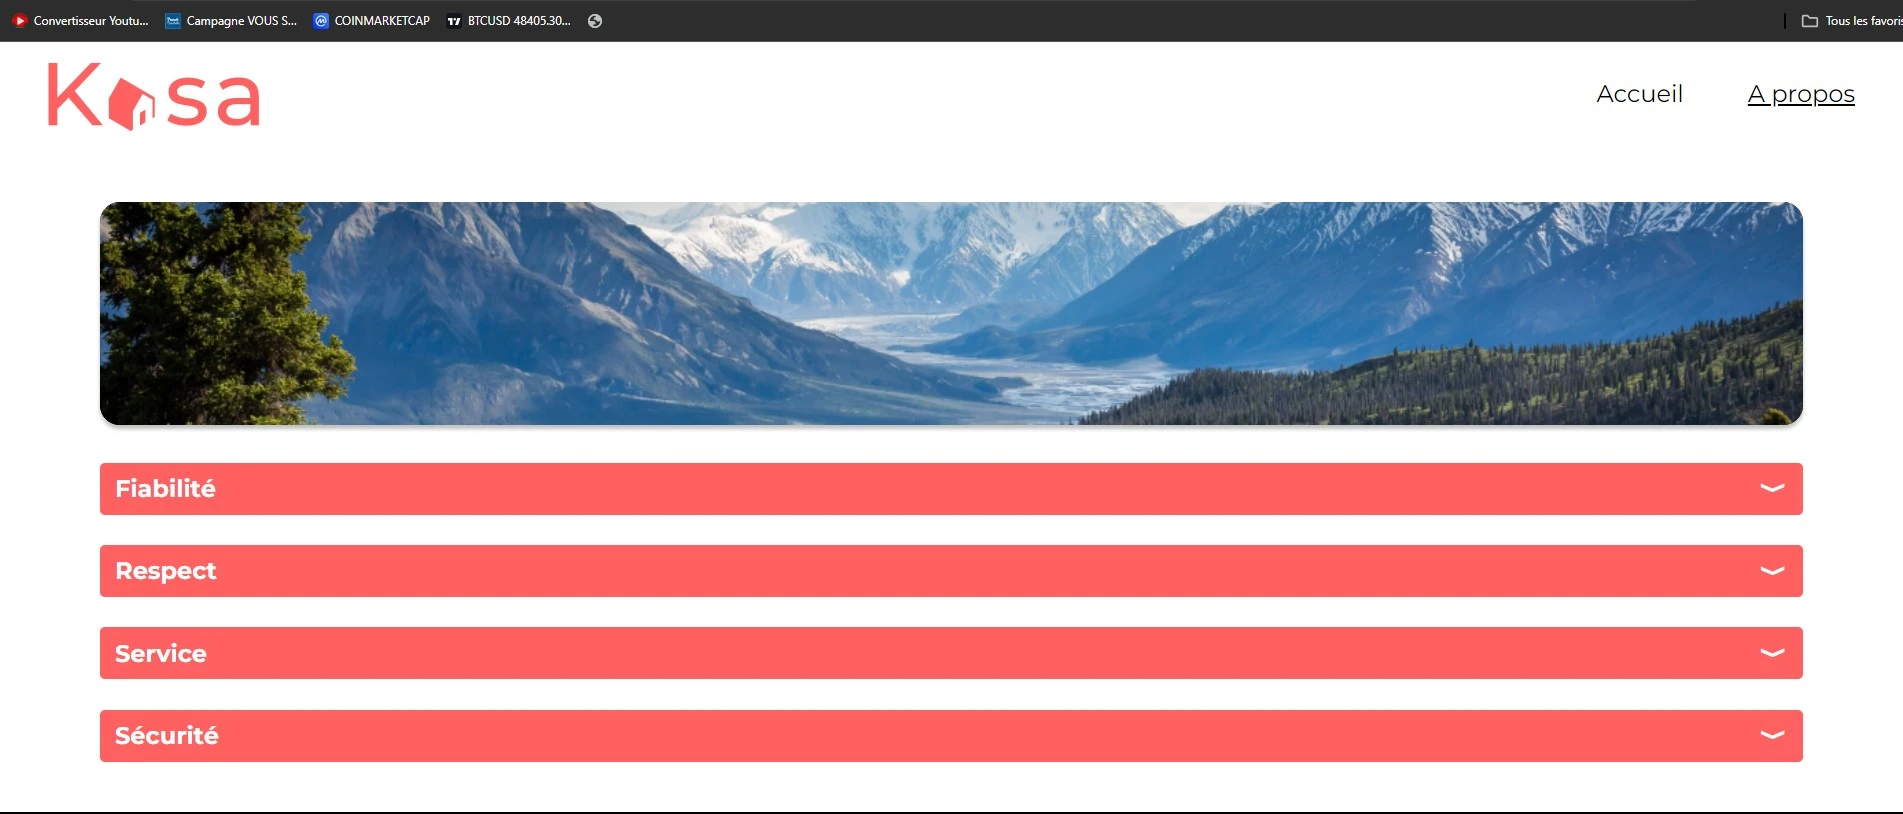 Convertisseur Youtu... Campagne VOUS S... COINMARKETCAP BTCUSD 48405.30... Tous les favoris
Kasa Accueil A propos
Fiabilité
Respect
Service
Sécurité